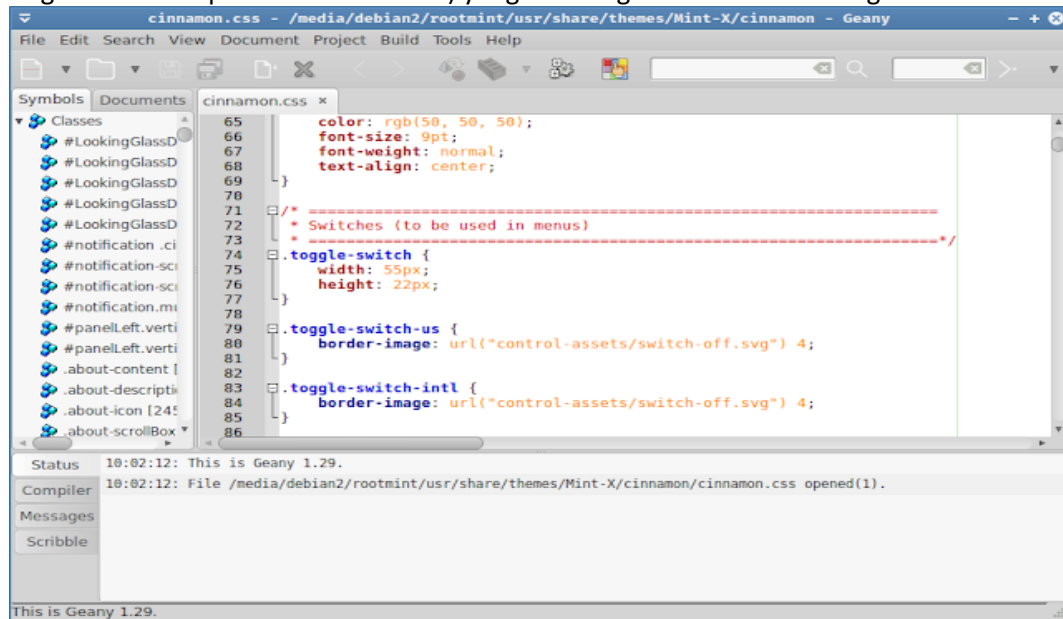 cinnamon.css - /media/debian2/rootmint/usr/share/themes/Mint-X/cinnamon - Geany
File Edit Search View Document Project Build Tools Help
Symbols Documents
Classes
#LookingGlassD
#LookingGlassD
#LookingGlassD
#LookingGlassD
#LookingGlassD
#notification .ci
#notification-scr
#notification-scr
#notification.mu
#panelLeft.verti
#panelLeft.verti
.about-content [
.about-descripti
.about-icon [245
.about-scrollBox
cinnamon.css ×
65 color: rgb(50, 50, 50);
66 font-size: 9pt;
67 font-weight: normal;
68 text-align: center;
69 }
70
71 /* ===================================================================
72 * Switches (to be used in menus)
73 * ===================================================================*/
74 .toggle-switch {
75 width: 55px;
76 height: 22px;
77 }
78
79 .toggle-switch-us {
80 border-image: url("control-assets/switch-off.svg") 4;
81 }
82
83 .toggle-switch-intl {
84 border-image: url("control-assets/switch-off.svg") 4;
85 }
86
Status
Compiler
Messages
Scribble
10:02:12: This is Geany 1.29.
10:02:12: File /media/debian2/rootmint/usr/share/themes/Mint-X/cinnamon/cinnamon.css opened(1).
This is Geany 1.29.